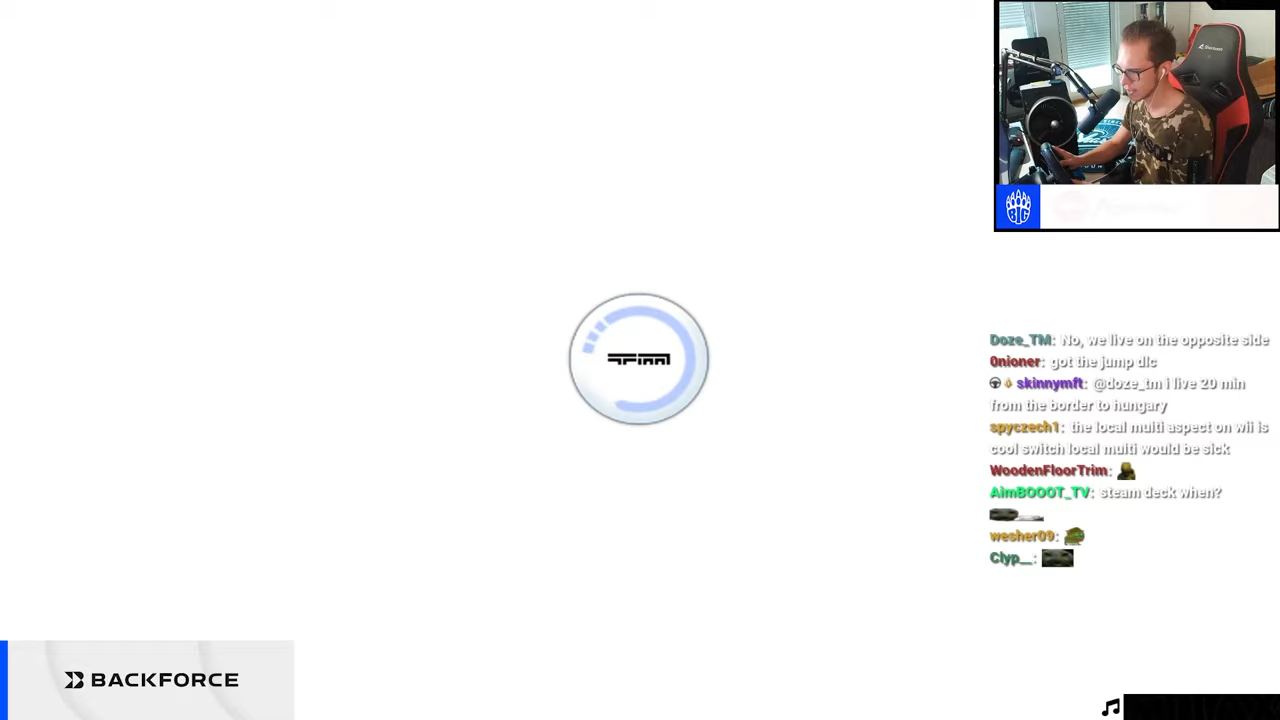 Doze_TM: No, we live on the opposite side
0nioner: got the jump dlc
skinnymft: @doze_tm i live 20 min
from the border to hungary
spyczech1: the local multi aspect on wii is
cool switch local multi would be sick
WoodenFloorTrim:
AimBOOOT_TV: steam deck when?
wesher09:
Clyp__:
BACKFORCE